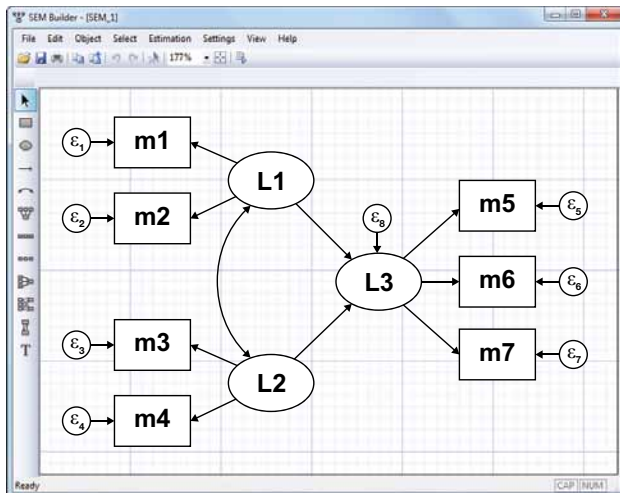 SEM Builder - [SEM_1]
File Edit Object Select Estimation Settings View Help
177%
T
ε1 m1
L1
ε2 m2
ε8
m5 ε5
L3
m6 ε6
ε3 m3
m7 ε7
L2
ε4 m4
Ready
CAP NUM